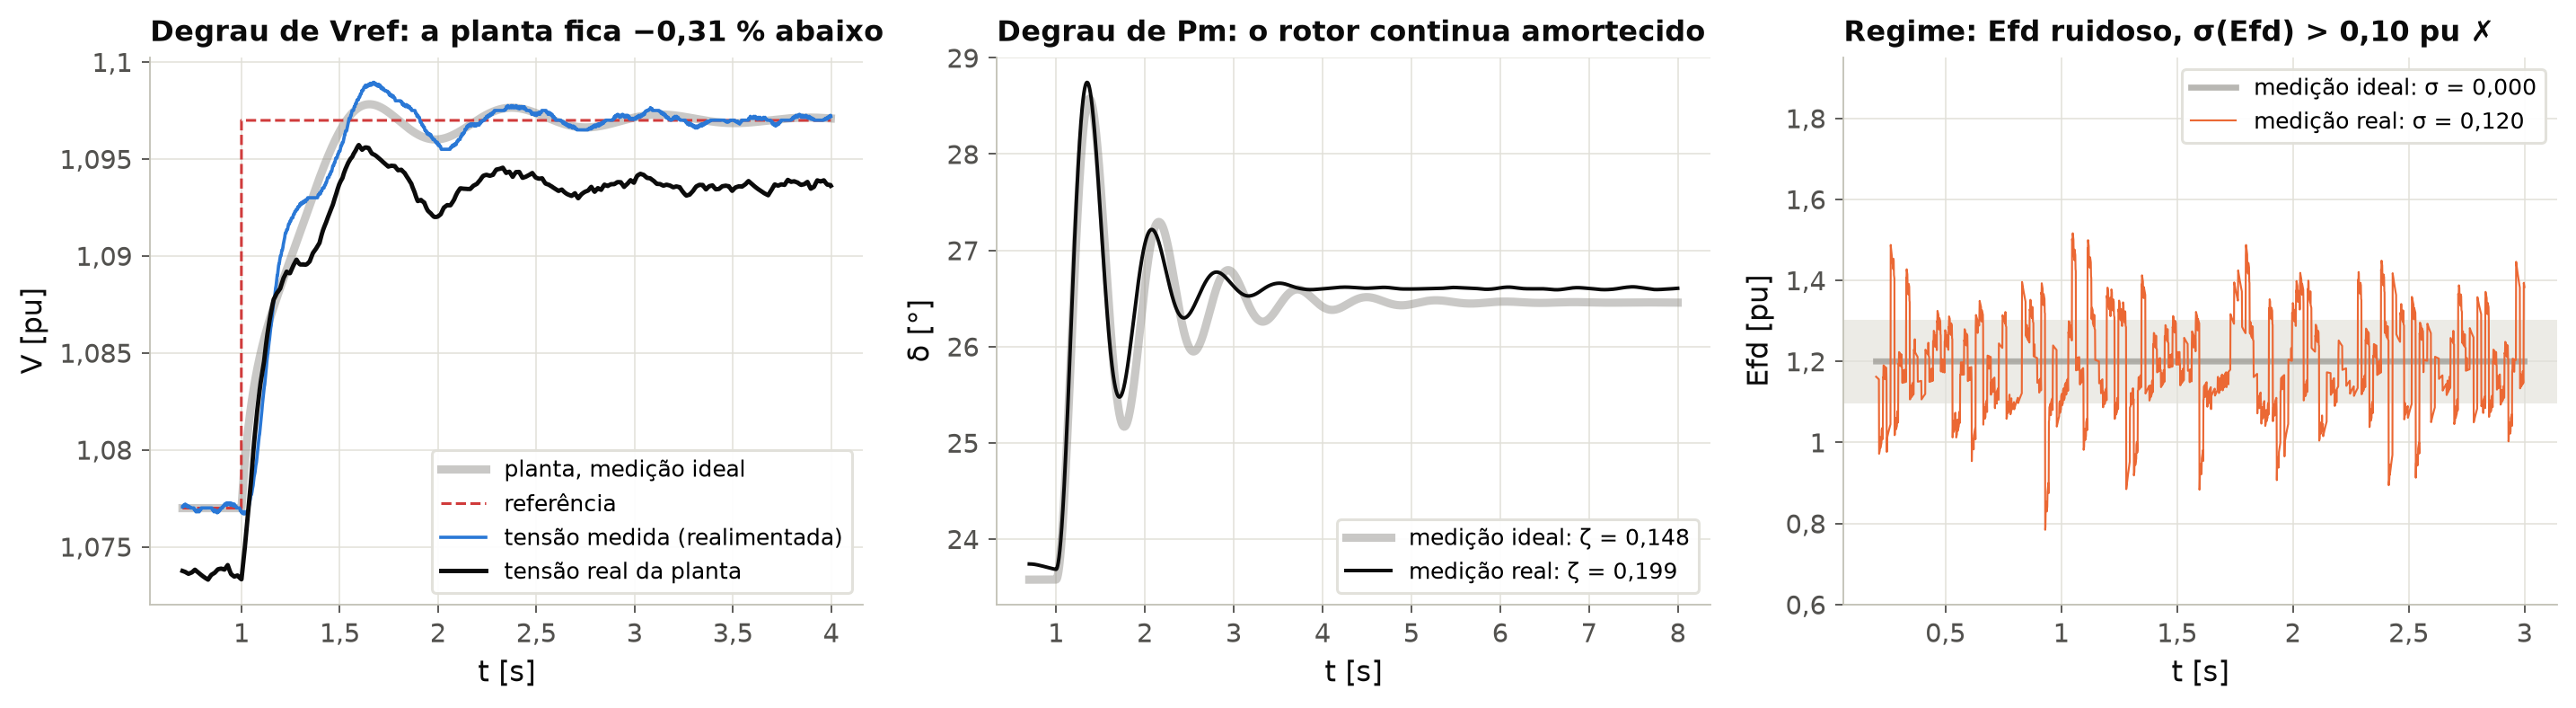 Degrau de Vref: a planta fica −0,31 % abaixo
V [pu]
1,1
1,095
1,09
1,085
1,08
1,075
planta, medição ideal
referência
tensão medida (realimentada)
tensão real da planta
1 1,5 2 2,5 3 3,5 4
t [s]
Degrau de Pm: o rotor continua amortecido
δ [°]
29
28
27
26
25
24
medição ideal: ζ = 0,148
medição real: ζ = 0,199
1 2 3 4 5 6 7 8
t [s]
Regime: Efd ruidoso, σ(Efd) > 0,10 pu ✗
Efd [pu]
medição ideal: σ = 0,000
medição real: σ = 0,120
1,8
1,6
1,4
1,2
1
0,8
0,6
0,5 1 1,5 2 2,5 3
t [s]